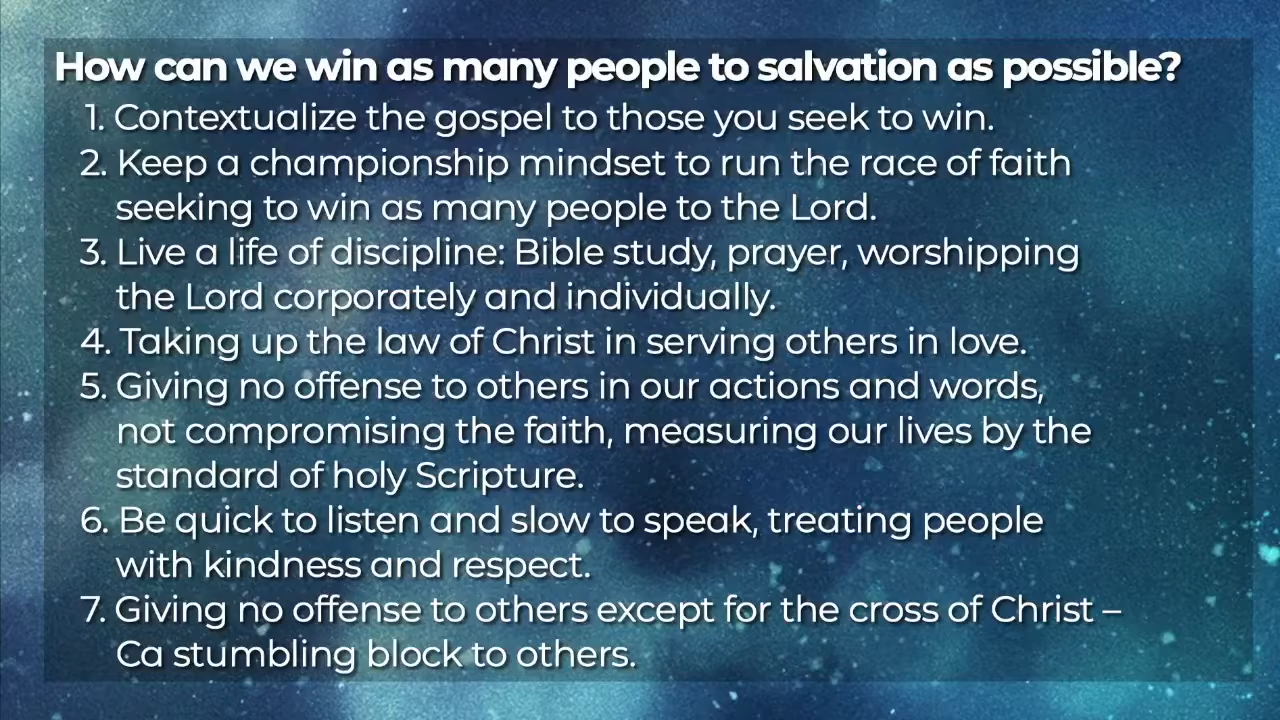 How can we win as many people to salvation as possible?
1. Contextualize the gospel to those you seek to win.
2. Keep a championship mindset to run the race of faith
seeking to win as many people to the Lord.
3. Live a life of discipline: Bible study, prayer, worshipping
the Lord corporately and individually.
4. Taking up the law of Christ in serving others in love.
5. Giving no offense to others in our actions and words,
not compromising the faith, measuring our lives by the
standard of holy Scripture.
6. Be quick to listen and slow to speak, treating people
with kindness and respect.
7. Giving no offense to others except for the cross of Christ –
Ca stumbling block to others.